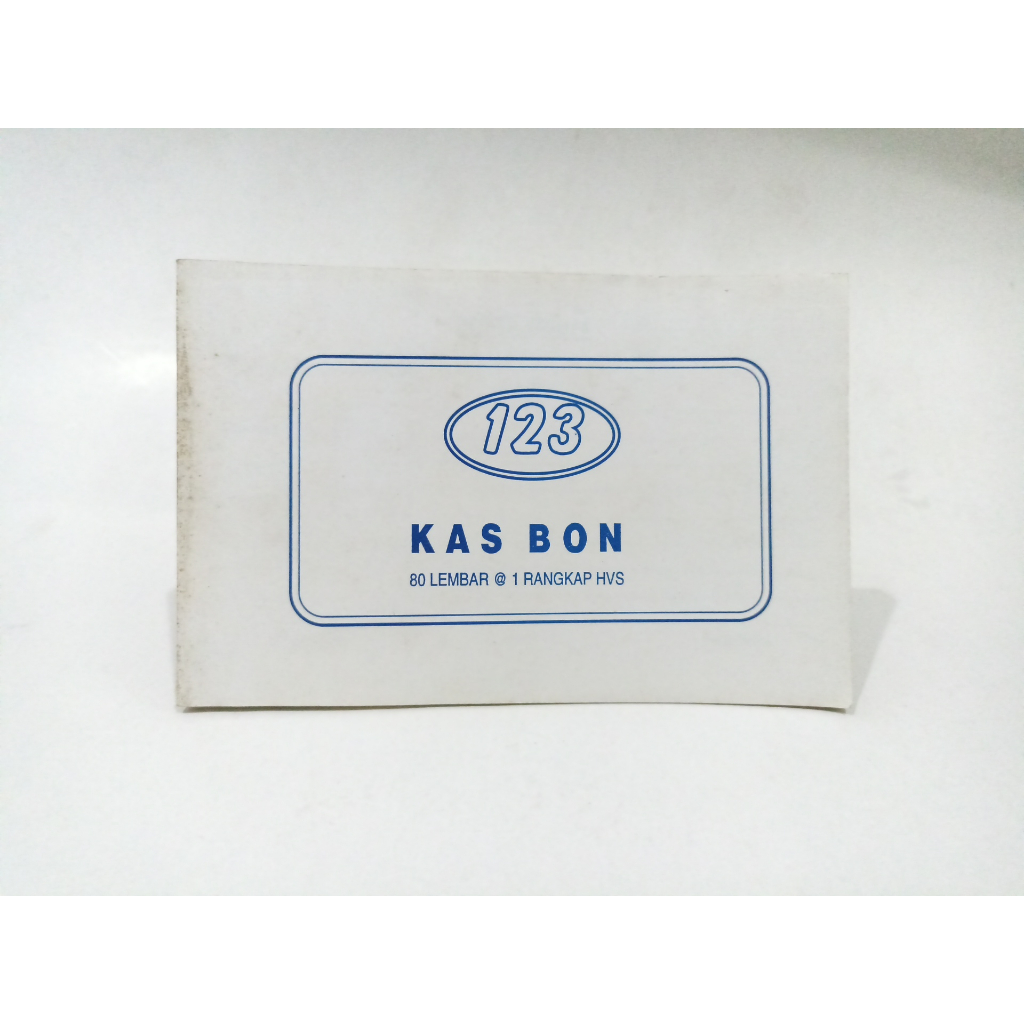 123
KAS BON
80 LEMBAR @ 1 RANGKAP HVS